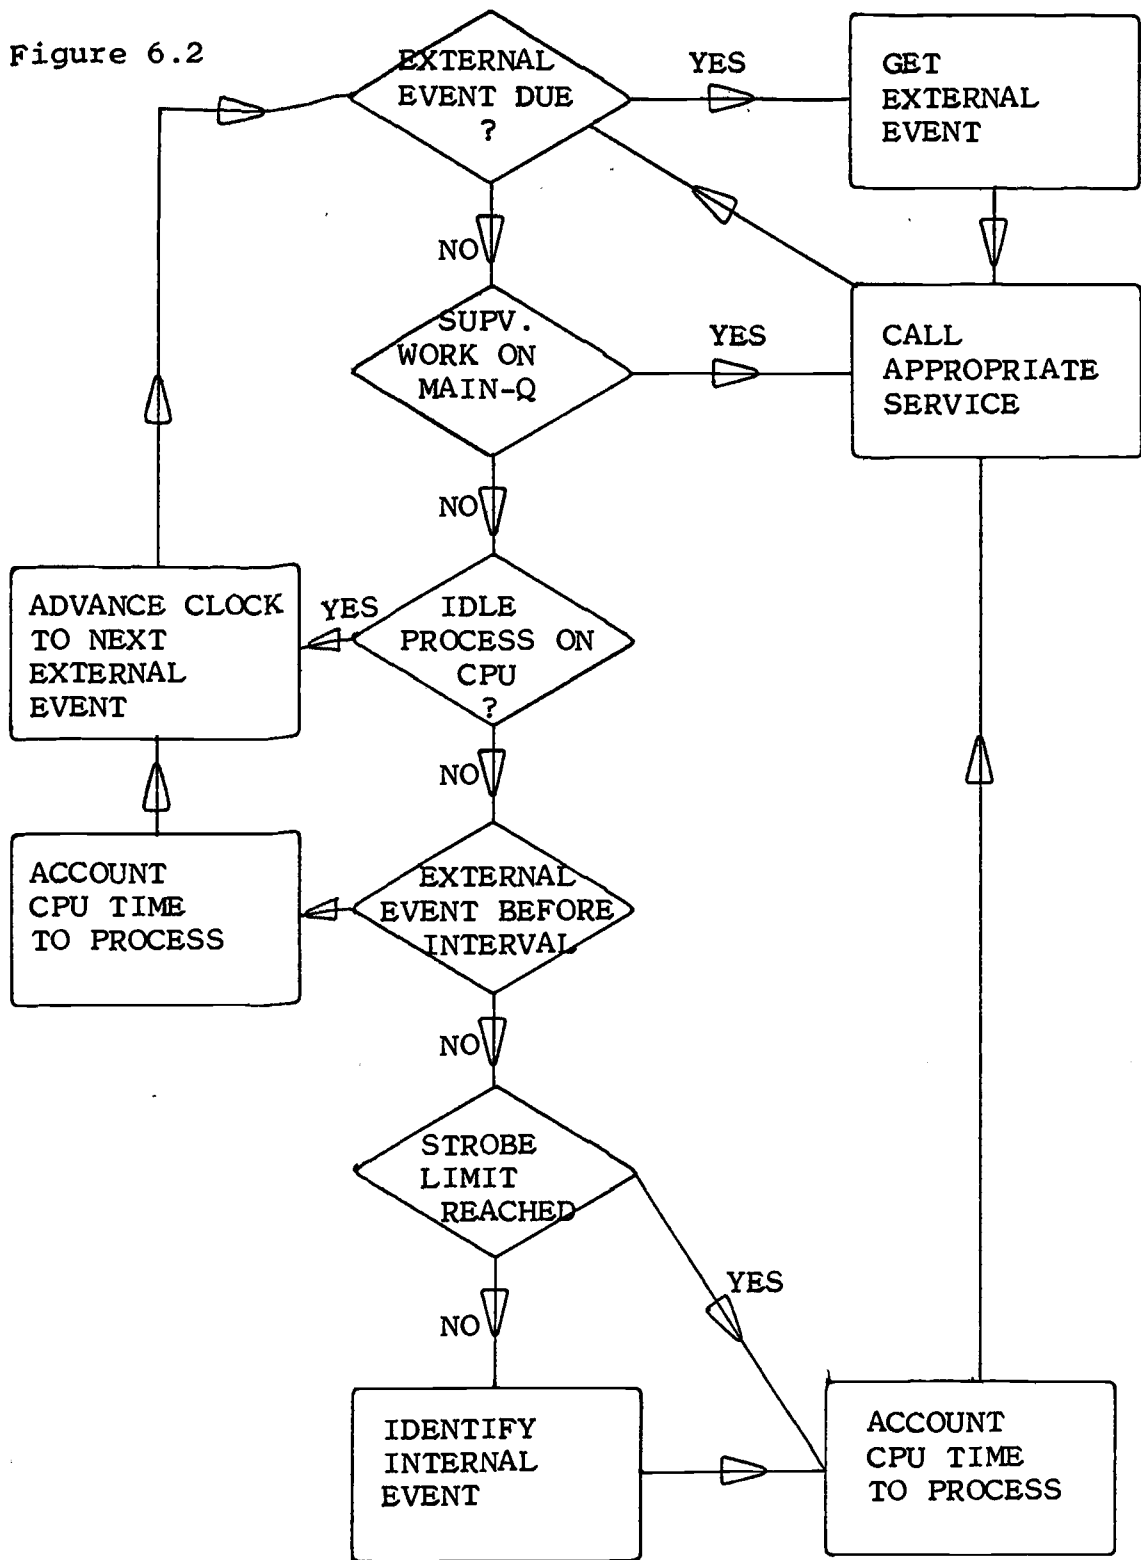 Figure 6.2
EXTERNAL
EVENT DUE
?
YES
GET
EXTERNAL
EVENT
NO
SUPV.
WORK ON
MAIN-Q
YES
CALL
APPROPRIATE
SERVICE
NO
ADVANCE CLOCK
TO NEXT
EXTERNAL
EVENT
YES
IDLE
PROCESS ON
CPU
?
NO
ACCOUNT
CPU TIME
TO PROCESS
EXTERNAL
EVENT BEFORE
INTERVAL
NO
STROBE
LIMIT
REACHED
YES
NO
IDENTIFY
INTERNAL
EVENT
ACCOUNT
CPU TIME
TO PROCESS